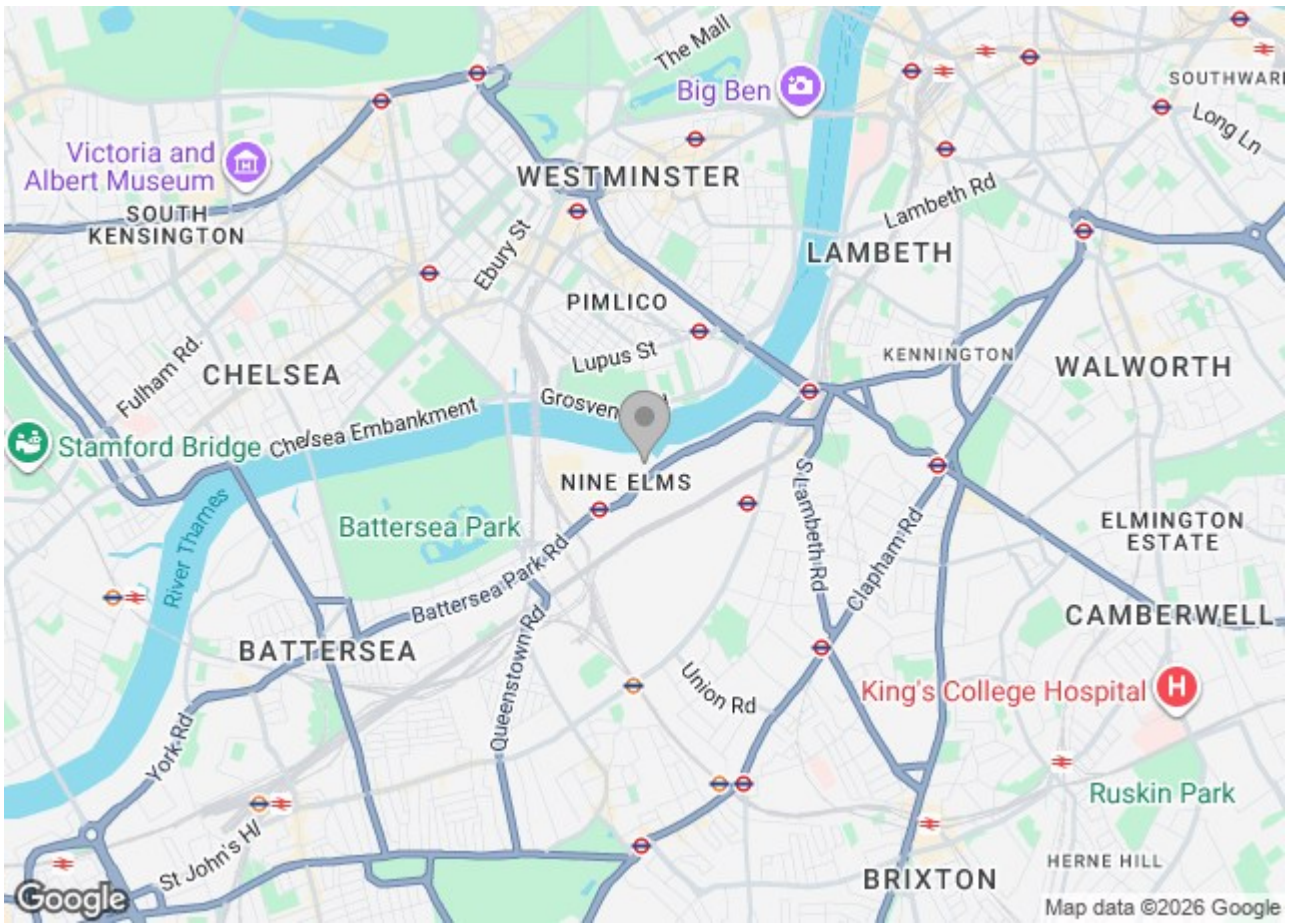 The Mall
Big Ben
SOUTHWAR
Long Ln
Victoria and
Albert Museum
WESTMINSTER
SOUTH
KENSINGTON
Lambeth Rd
Ebury St
LAMBETH
PIMLICO
Lupus St
Fulham Rd.
CHELSEA
KENNINGTON
WALWORTH
Grosven
Chelsea Embankment
Stamford Bridge
NINE ELMS
River Thames
Battersea Park
S Lambeth Rd
Clapham Rd
ELMINGTON
ESTATE
Battersea Park Rd
CAMBERWELL
BATTERSEA
Queenstown Rd
Union Rd
King's College Hospital
H
York Rd
Ruskin Park
St John's H
BRIXTON
HERNE HILL
Google
Map data ©2026 Google